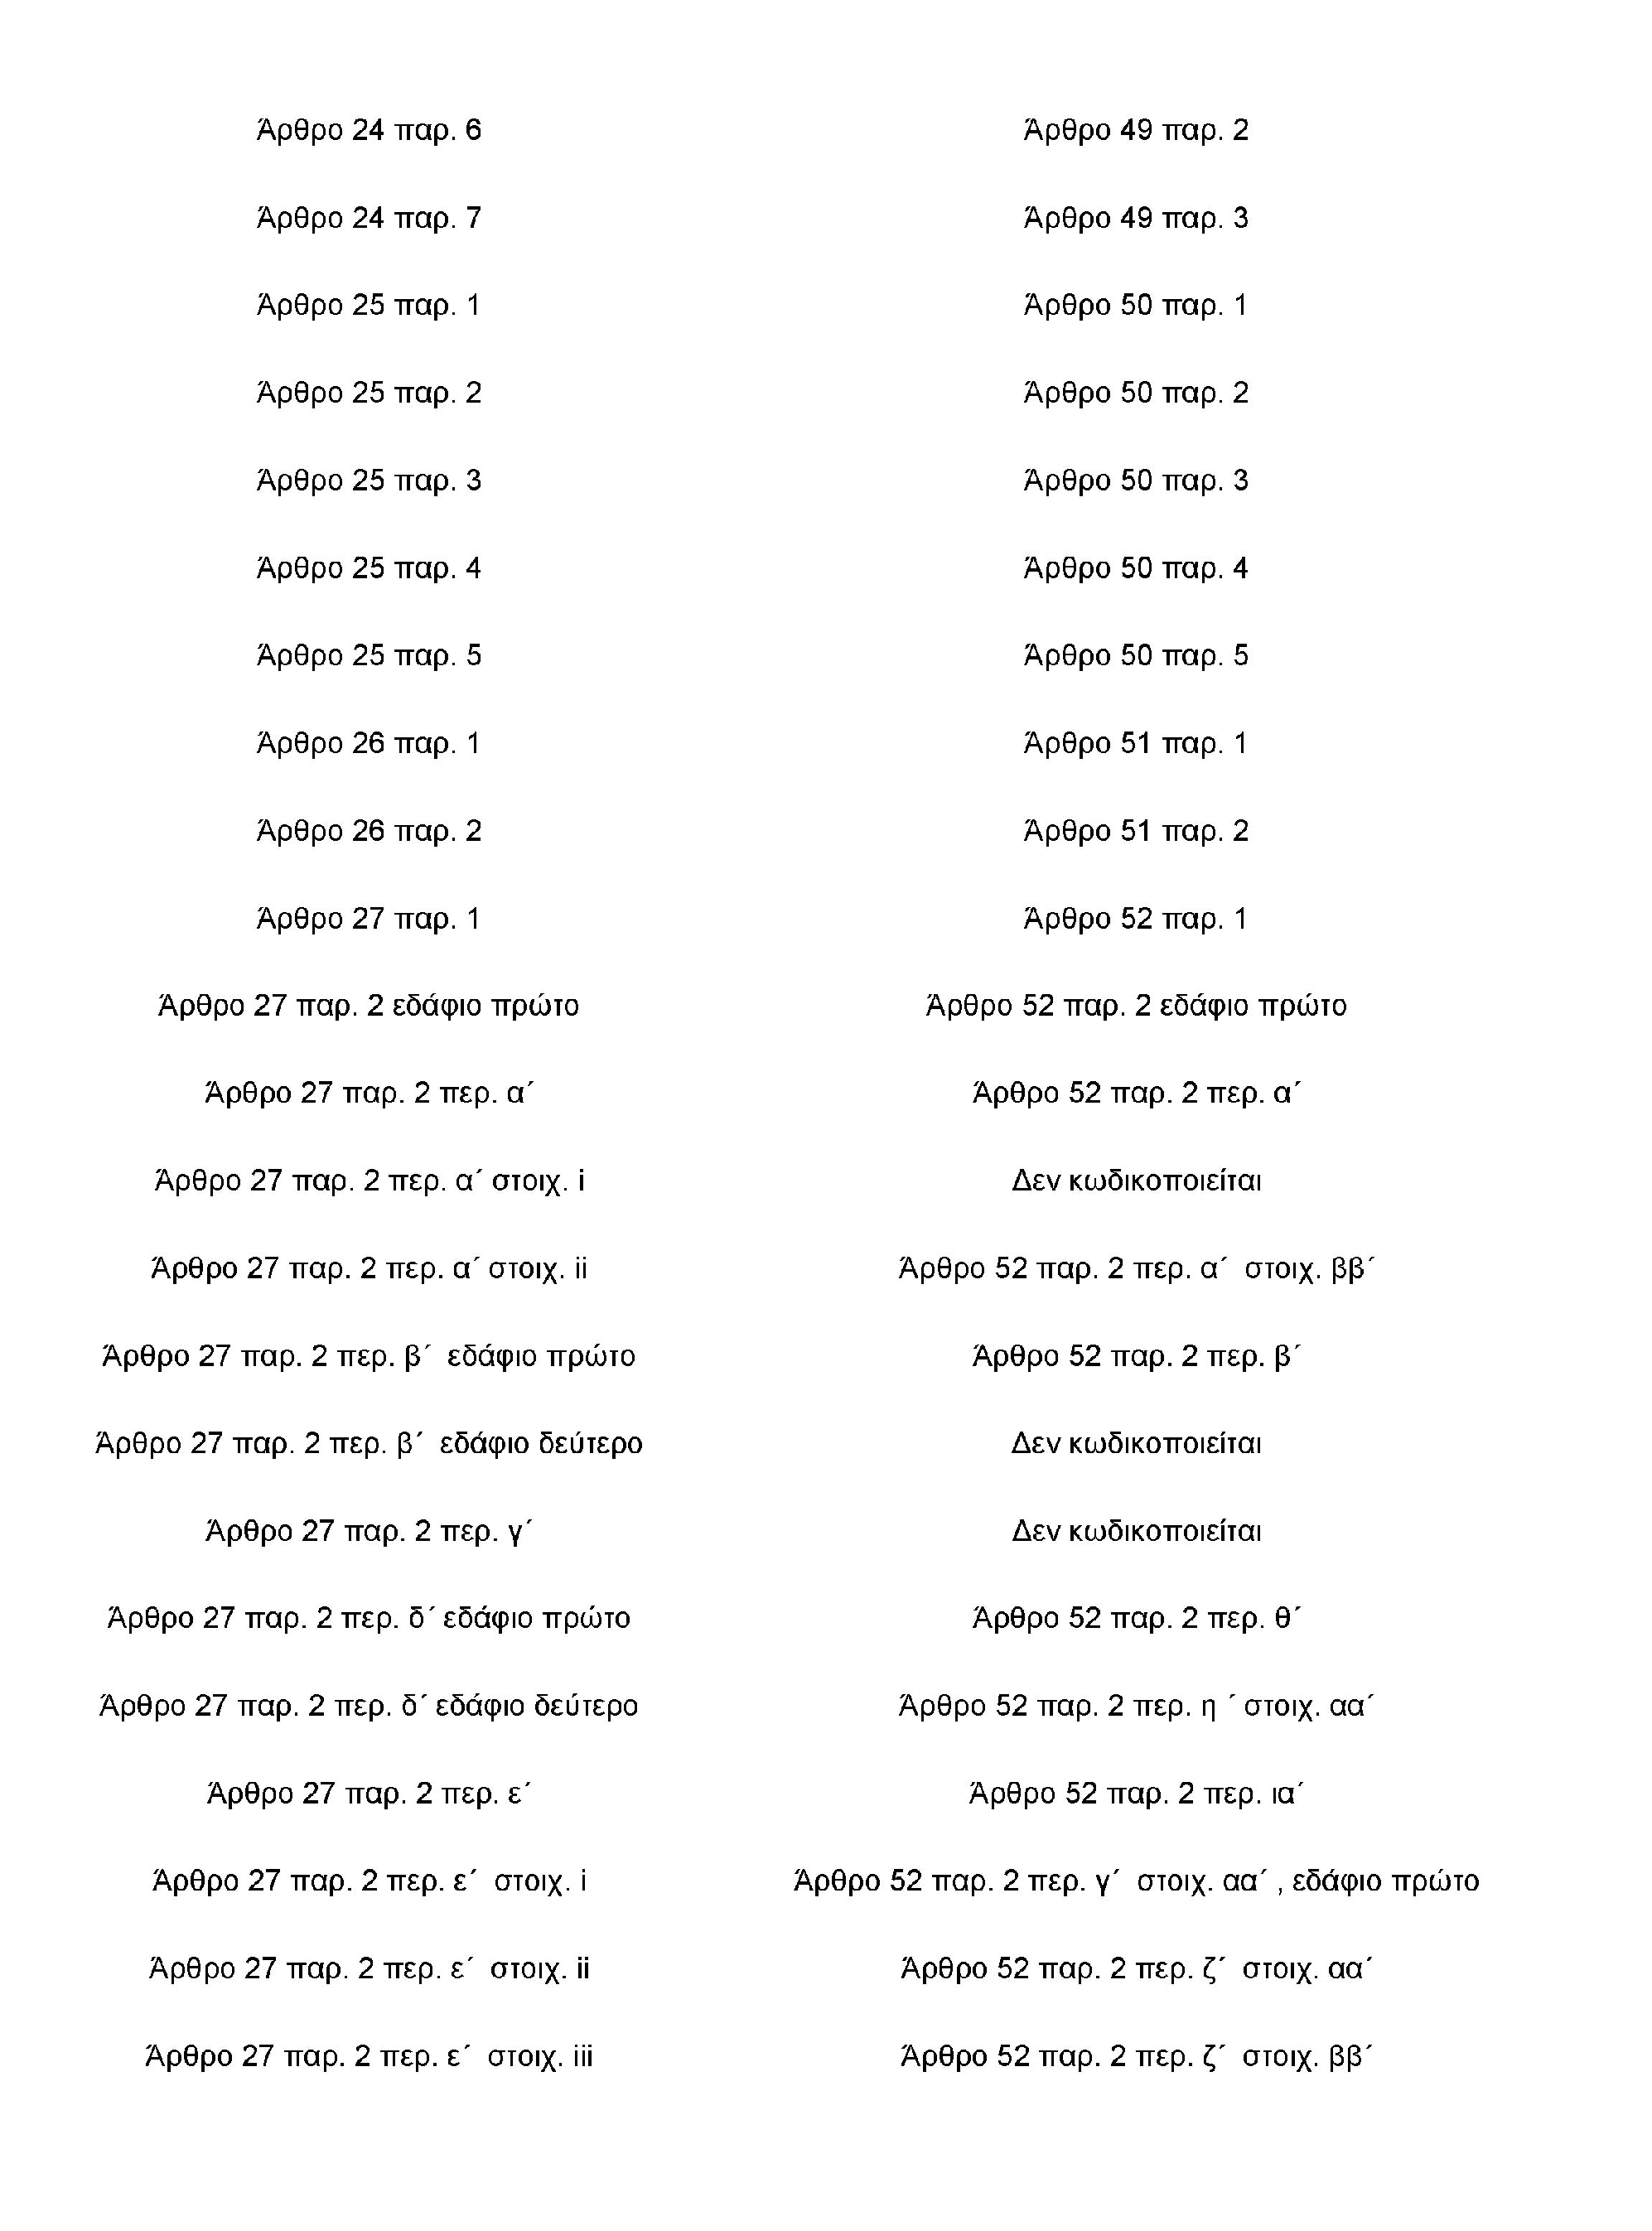 Άρθρο 24 παρ. 6 Άρθρο 49 παρ. 2
Άρθρο 24 παρ. 7 Άρθρο 49 παρ. 3
Άρθρο 25 παρ. 1 Άρθρο 50 παρ. 1
Άρθρο 25 παρ. 2 Άρθρο 50 παρ. 2
Άρθρο 25 παρ. 3 Άρθρο 50 παρ. 3
Άρθρο 25 παρ. 4 Άρθρο 50 παρ. 4
Άρθρο 25 παρ. 5 Άρθρο 50 παρ. 5
Άρθρο 26 παρ. 1 Άρθρο 51 παρ. 1
Άρθρο 26 παρ. 2 Άρθρο 51 παρ. 2
Άρθρο 27 παρ. 1 Άρθρο 52 παρ. 1
Άρθρο 27 παρ. 2 εδάφιο πρώτο Άρθρο 52 παρ. 2 εδάφιο πρώτο
Άρθρο 27 παρ. 2 περ. α΄ Άρθρο 52 παρ. 2 περ. α΄
Άρθρο 27 παρ. 2 περ. α΄ στοιχ. i Δεν κωδικοποιείται
Άρθρο 27 παρ. 2 περ. α΄ στοιχ. ii Άρθρο 52 παρ. 2 περ. α΄ στοιχ. ββ΄
Άρθρο 27 παρ. 2 περ. β΄ εδάφιο πρώτο Άρθρο 52 παρ. 2 περ. β΄
Άρθρο 27 παρ. 2 περ. β΄ εδάφιο δεύτερο Δεν κωδικοποιείται
Άρθρο 27 παρ. 2 περ. γ΄ Δεν κωδικοποιείται
Άρθρο 27 παρ. 2 περ. δ΄ εδάφιο πρώτο Άρθρο 52 παρ. 2 περ. θ΄
Άρθρο 27 παρ. 2 περ. δ΄ εδάφιο δεύτερο Άρθρο 52 παρ. 2 περ. η ΄ στοιχ. αα΄
Άρθρο 27 παρ. 2 περ. ε΄ Άρθρο 52 παρ. 2 περ. ια΄
Άρθρο 27 παρ. 2 περ. ε΄ στοιχ. i Άρθρο 52 παρ. 2 περ. γ΄ στοιχ. αα΄ , εδάφιο πρώτο
Άρθρο 27 παρ. 2 περ. ε΄ στοιχ. ii Άρθρο 52 παρ. 2 περ. ζ΄ στοιχ. αα΄
Άρθρο 27 παρ. 2 περ. ε΄ στοιχ. iii Άρθρο 52 παρ. 2 περ. ζ΄ στοιχ. ββ΄